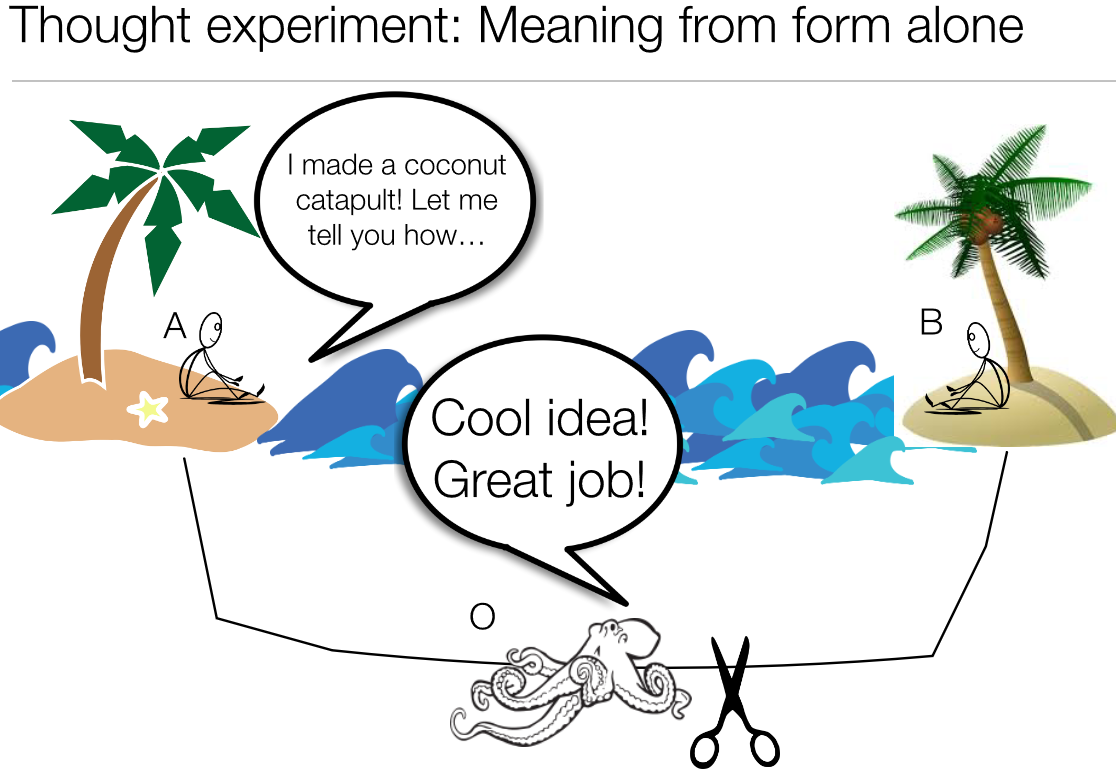 Thought experiment: Meaning from form alone
I made a coconut
catapult! Let me
tell you how…
A
B
Cool idea!
Great job!
O